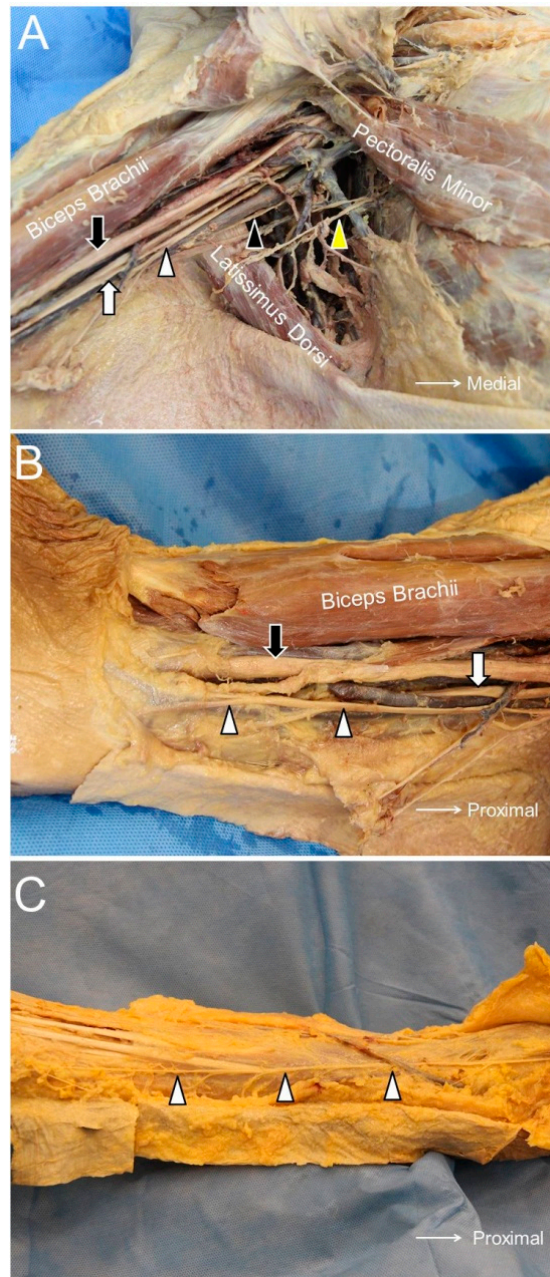 A
Biceps Brachii
Pectoralis Minor
Latissimus Dorsi
Medial
B
Biceps Brachii
Proximal
C
Proximal